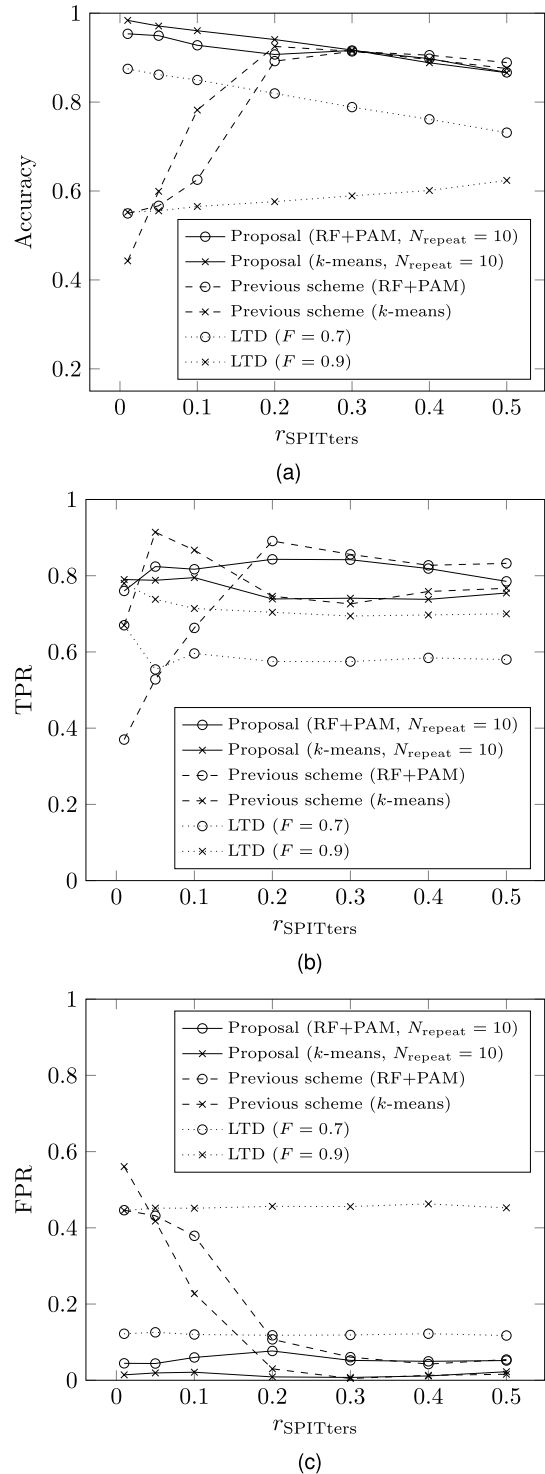 1
0.8
0.6
0.4
0.2
Accuracy
Proposal (RF+PAM, N_repeat = 10)
Proposal (k-means, N_repeat = 10)
Previous scheme (RF+PAM)
Previous scheme (k-means)
LTD (F = 0.7)
LTD (F = 0.9)
0 0.1 0.2 0.3 0.4 0.5
r_SPITters
(a)
1
0.8
0.6
0.4
0.2
0
TPR
Proposal (RF+PAM, N_repeat = 10)
Proposal (k-means, N_repeat = 10)
Previous scheme (RF+PAM)
Previous scheme (k-means)
LTD (F = 0.7)
LTD (F = 0.9)
0 0.1 0.2 0.3 0.4 0.5
r_SPITters
(b)
1
0.8
0.6
0.4
0.2
0
FPR
Proposal (RF+PAM, N_repeat = 10)
Proposal (k-means, N_repeat = 10)
Previous scheme (RF+PAM)
Previous scheme (k-means)
LTD (F = 0.7)
LTD (F = 0.9)
0 0.1 0.2 0.3 0.4 0.5
r_SPITters
(c)